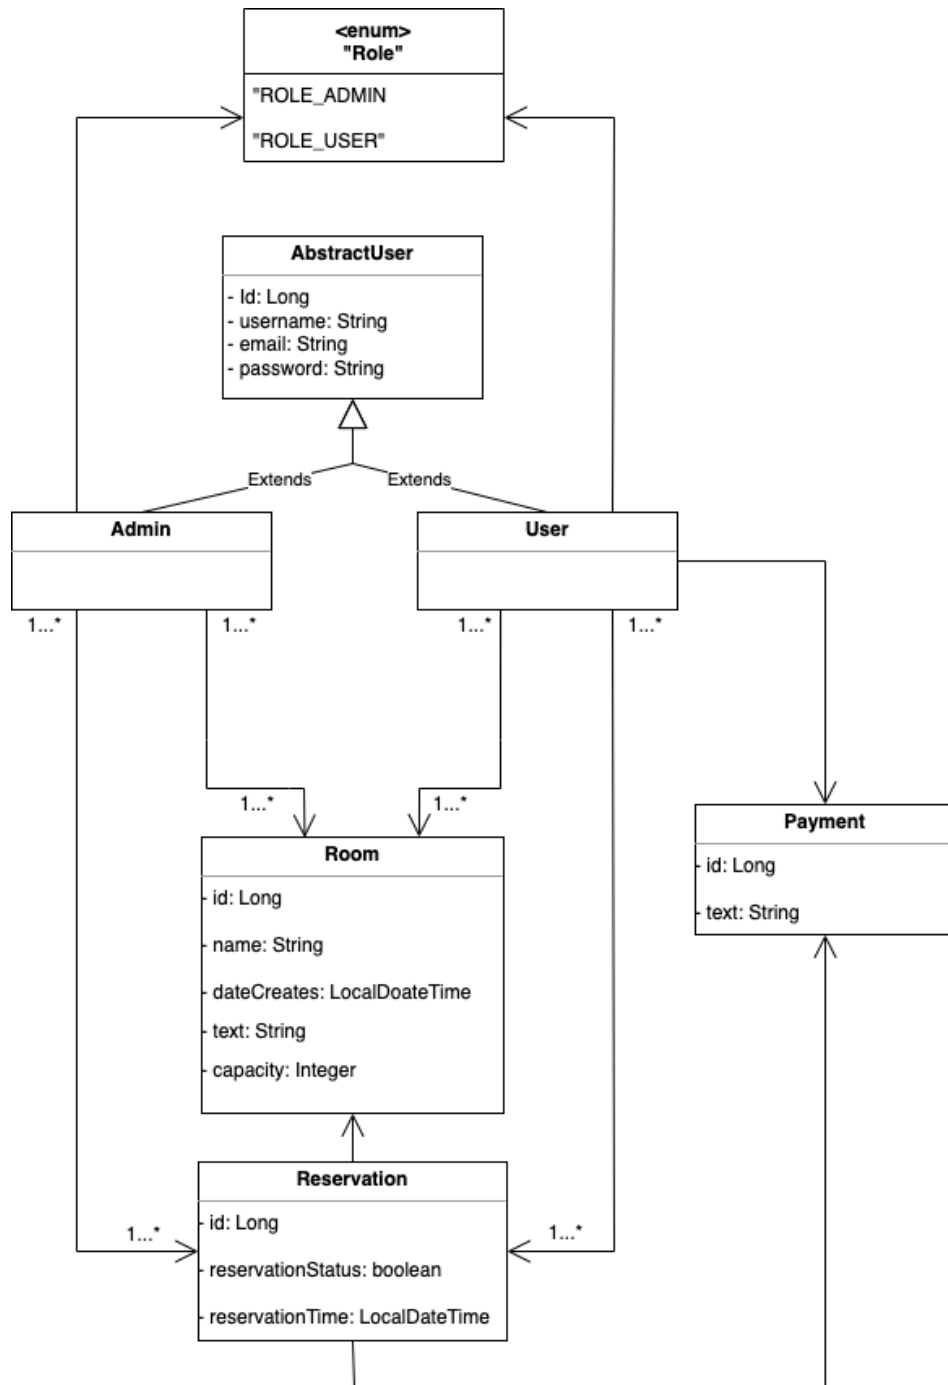 <enum>
"Role"
"ROLE_ADMIN
"ROLE_USER"
AbstractUser
- Id: Long
- username: String
- email: String
- password: String
Extends
Extends
Admin
User
1...*
1...*
1...*
1...*
1...*
1...*
Payment
- id: Long
- text: String
Room
- id: Long
- name: String
- dateCreates: LocalDoateTime
- text: String
- capacity: Integer
Reservation
- id: Long
- reservationStatus: boolean
- reservationTime: LocalDateTime
1...*
1...*